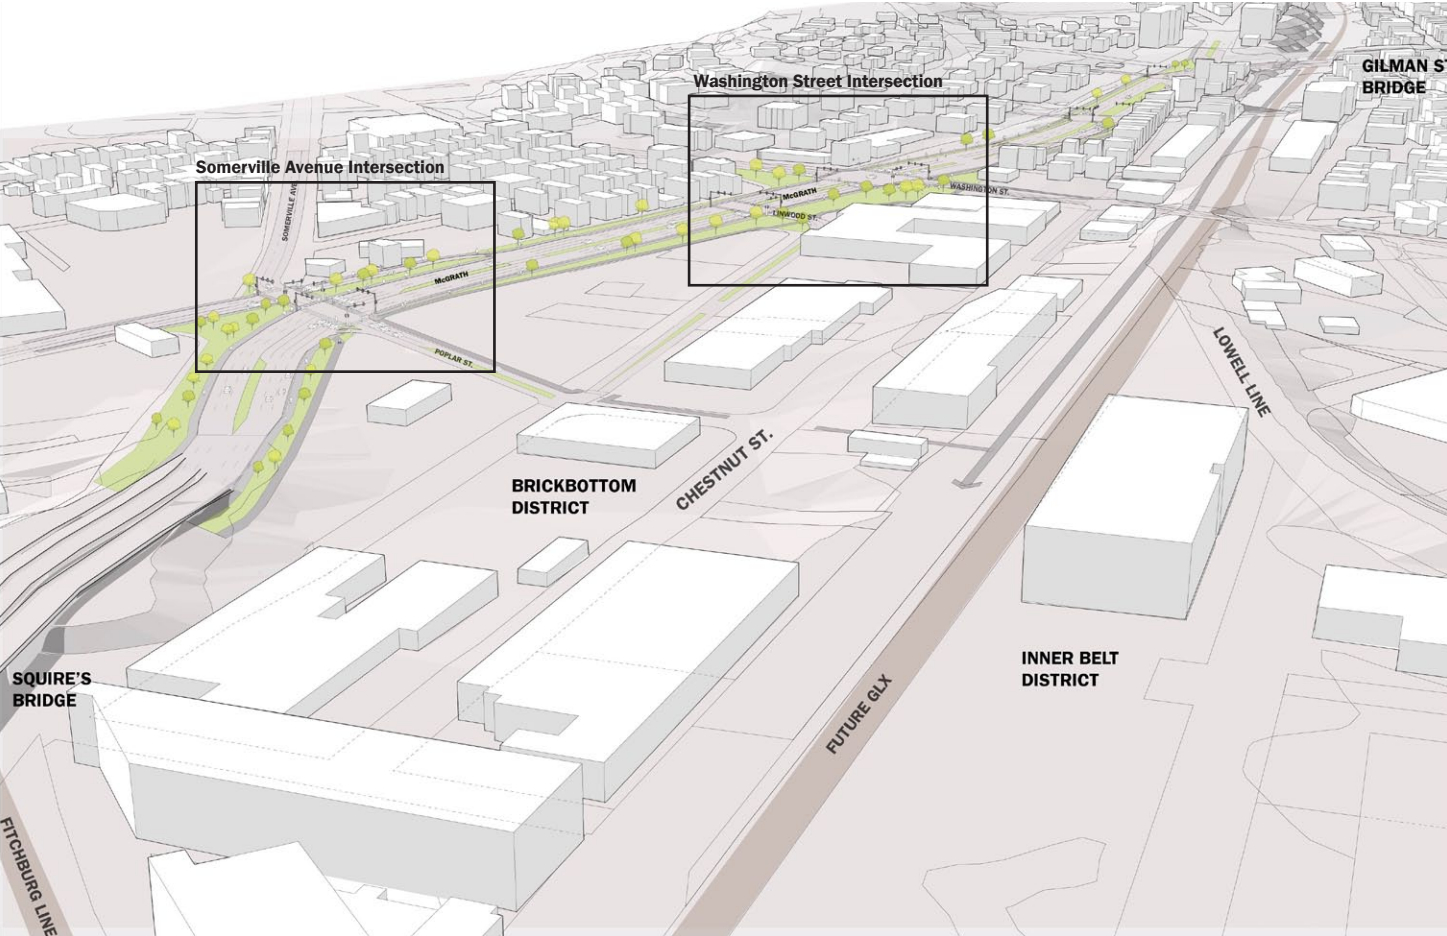 GILMAN ST
BRIDGE
Washington Street Intersection
Somerville Avenue Intersection
SOMERVILLE AVE
McGRATH
WASHINGTON ST.
LINWOOD ST.
McGRATH
POPLAR ST.
LOWELL LINE
CHESTNUT ST.
BRICKBOTTOM
DISTRICT
INNER BELT
DISTRICT
SQUIRE'S
BRIDGE
FUTURE GLX
FITCHBURG LINE